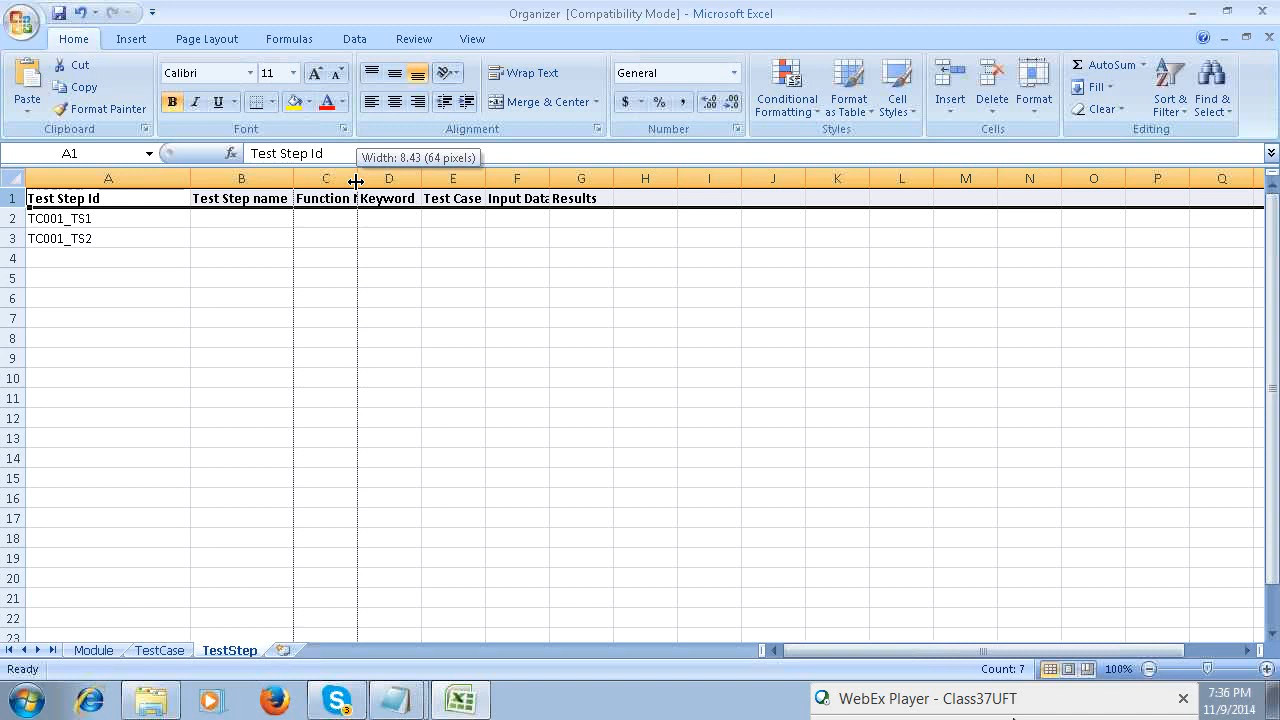 Organizer [Compatibility Mode] - Microsoft Excel
Home Insert Page Layout Formulas Data Review View
Paste Cut Copy Format Painter Clipboard
Calibri 11 B I U A Font
Wrap Text Merge & Center Alignment
General $ % , Number
Conditional Formatting Format as Table Cell Styles Styles
Insert Delete Format Cells
AutoSum Fill Clear Sort & Filter Find & Select Editing
A1 fx Test Step Id
Width: 8.43 (64 pixels)
A B C D E F G H I J K L M N O P Q
1 Test Step Id Test Step name Function Keyword Test Case Input Data Results
2 TC001_TS1
3 TC001_TS2
4
5
6
7
8
9
10
11
12
13
14
15
16
17
18
19
20
21
22
23
Module TestCase TestStep
Ready Count: 7 100%
WebEx Player - Class37UFT
7:36 PM
11/9/2014